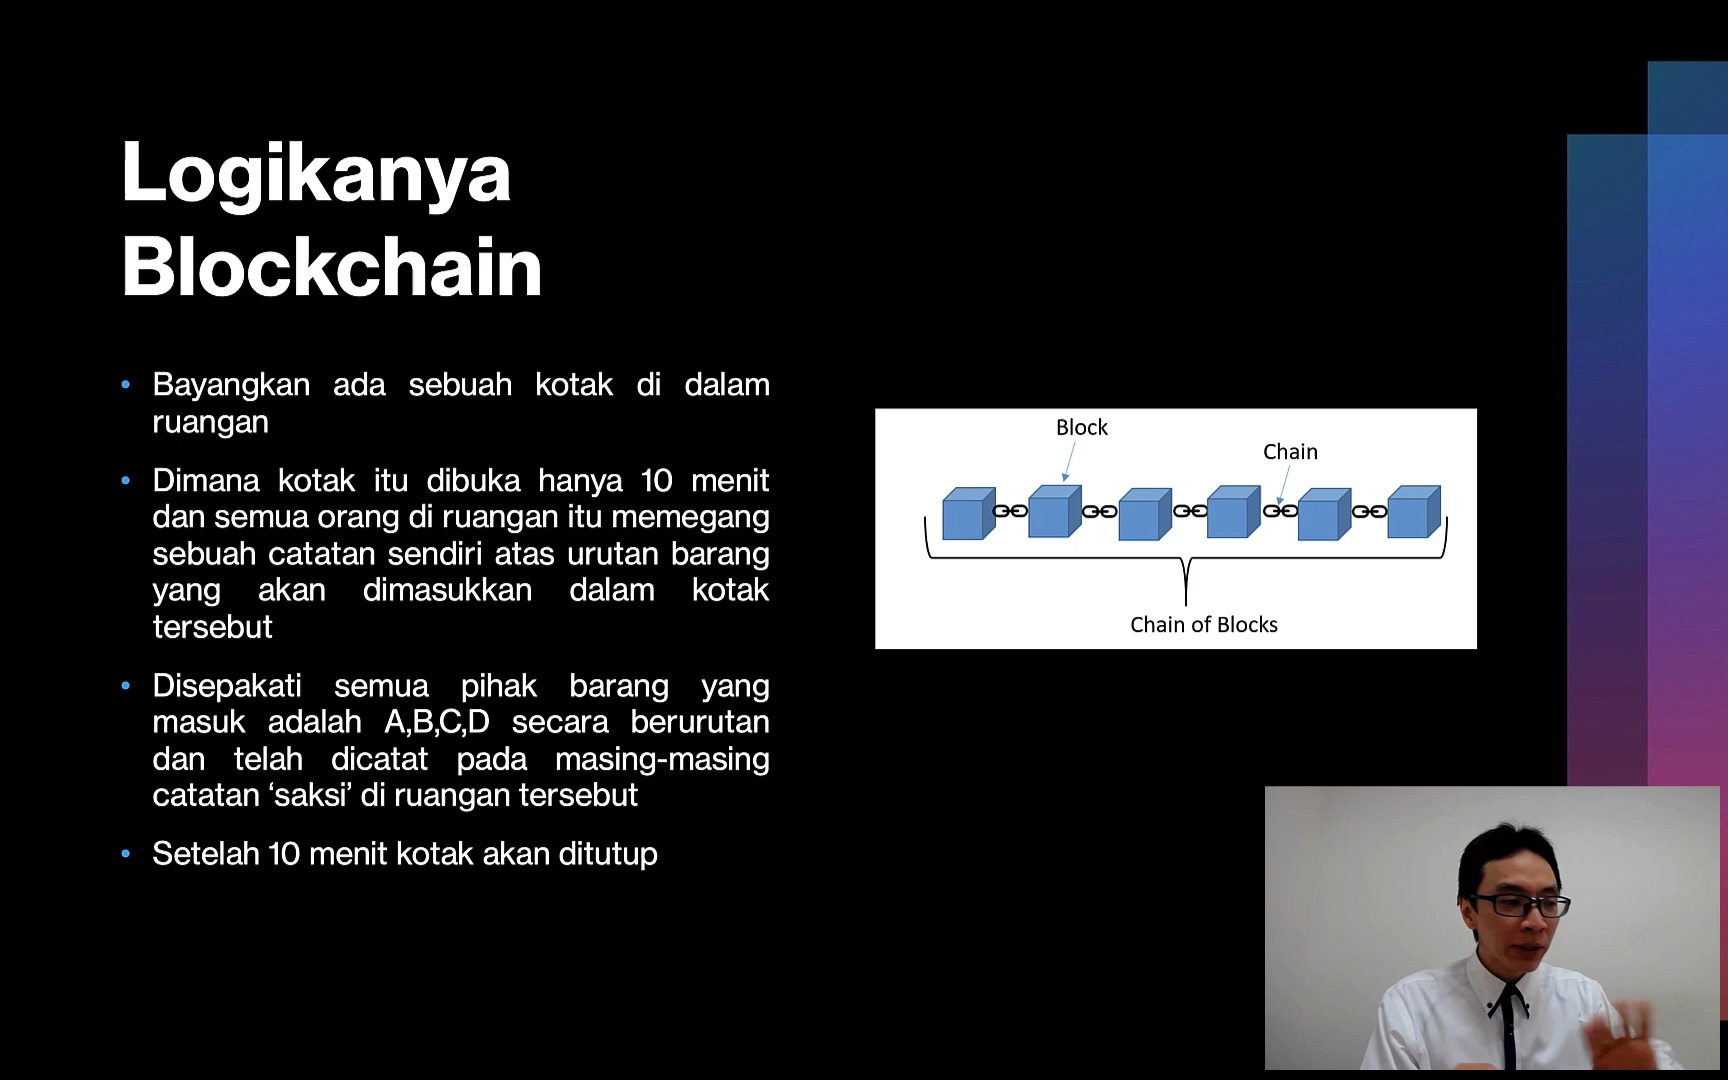 Logikanya
Blockchain
• Bayangkan ada sebuah kotak di dalam
ruangan
• Dimana kotak itu dibuka hanya 10 menit
dan semua orang di ruangan itu memegang
sebuah catatan sendiri atas urutan barang
yang akan dimasukkan dalam kotak
tersebut
• Disepakati semua pihak barang yang
masuk adalah A,B,C,D secara berurutan
dan telah dicatat pada masing-masing
catatan ‘saksi’ di ruangan tersebut
• Setelah 10 menit kotak akan ditutup
Block
Chain
Chain of Blocks